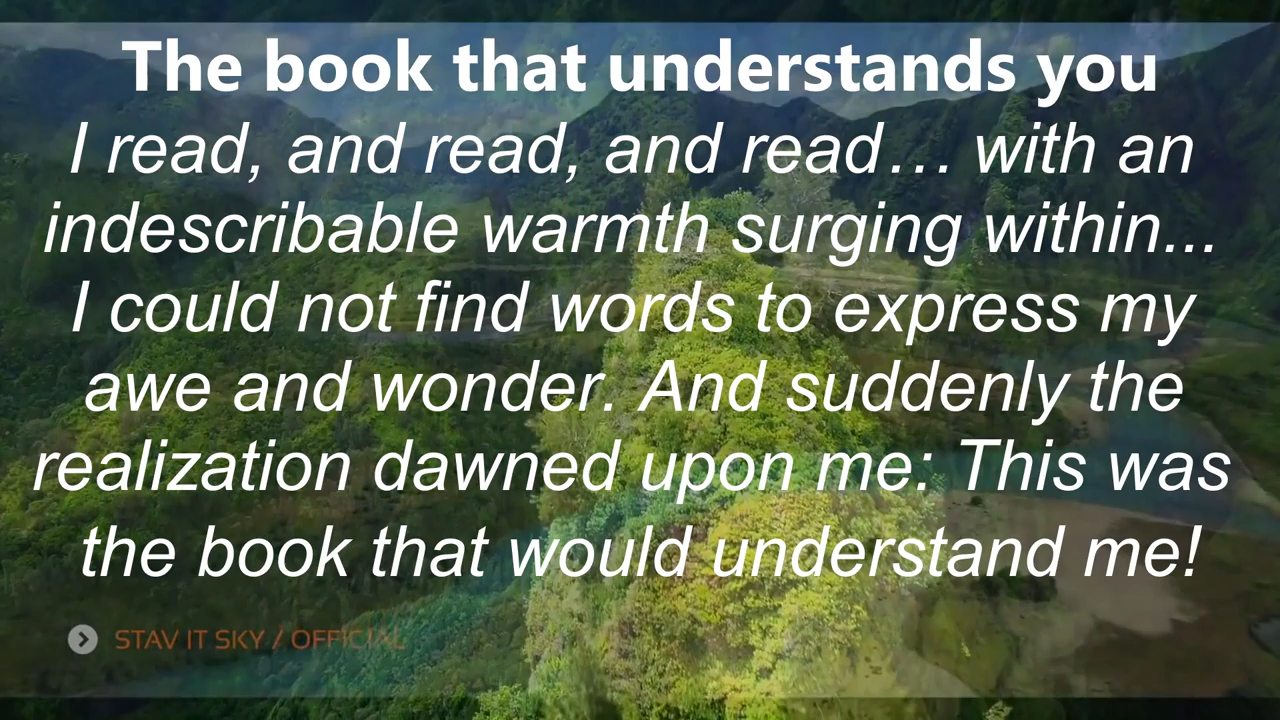 The book that understands you
I read, and read, and read… with an
indescribable warmth surging within...
I could not find words to express my
awe and wonder. And suddenly the
realization dawned upon me: This was
the book that would understand me!
STAV IT SKY / OFFICIAL